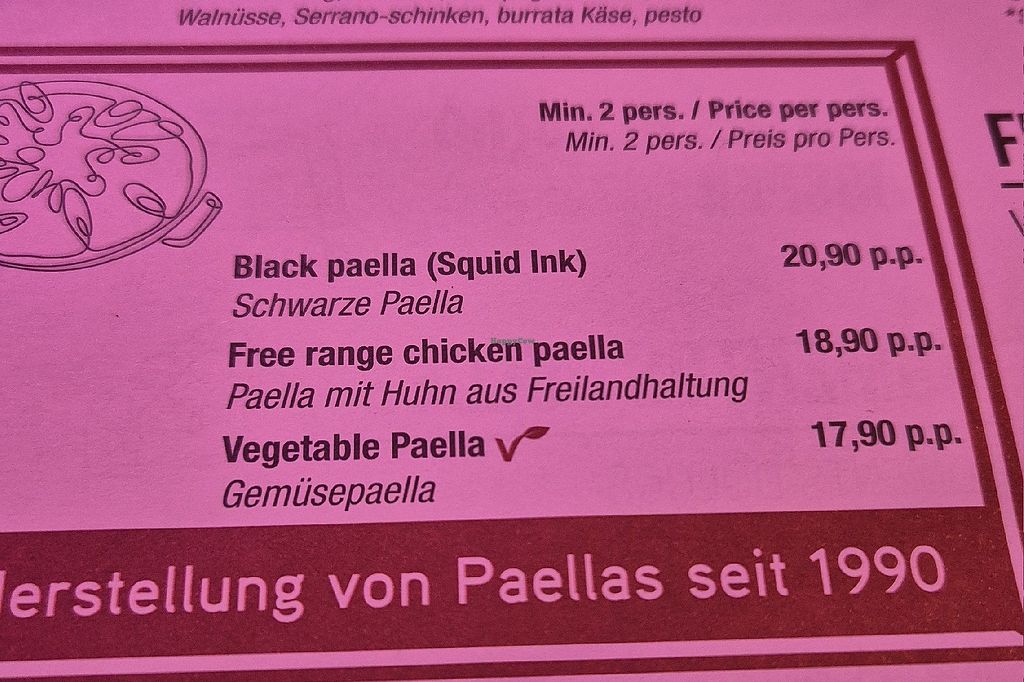 Walnüsse, Serrano-schinken, burrata Käse, pesto
Min. 2 pers. / Price per pers.
Min. 2 pers. / Preis pro Pers.
Black paella (Squid Ink) 20,90 p.p.
Schwarze Paella
Free range chicken paella 18,90 p.p.
Paella mit Huhn aus Freilandhaltung
Vegetable Paella 17,90 p.p.
Gemüsepaella
erstellung von Paellas seit 1990